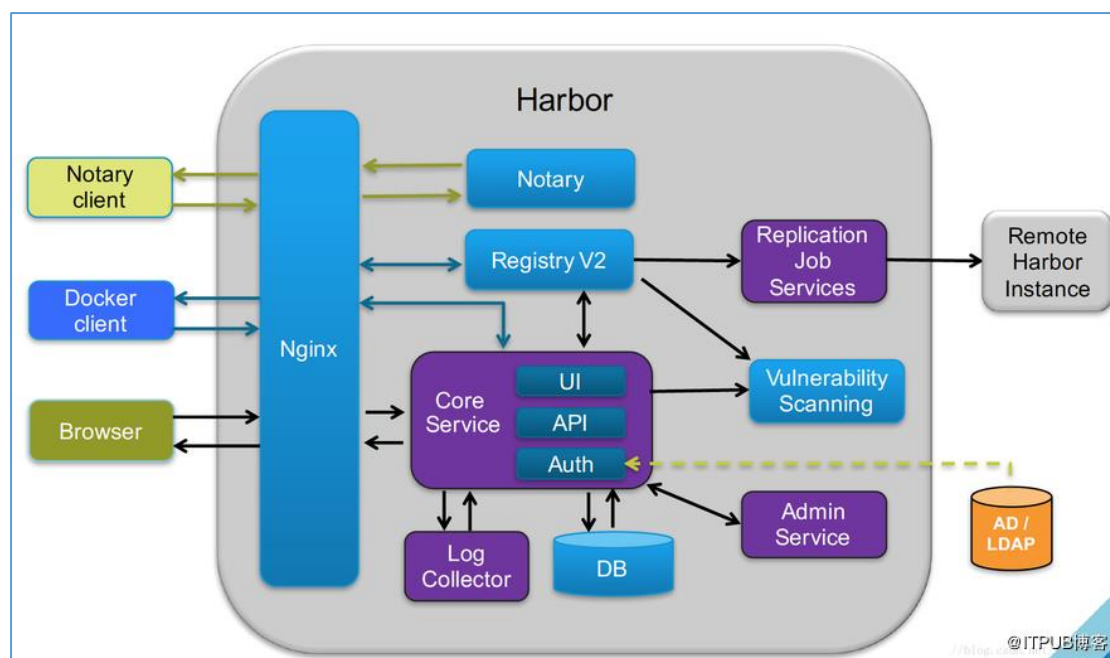 Harbor
Notary
client
Notary
Replication
Job
Services
Remote
Harbor
Instance
Registry V2
Docker
client
Nginx
UI
Core
Service
API
Auth
Vulnerability
Scanning
Browser
Admin
Service
AD /
LDAP
Log
Collector
DB
@ITPUB博客